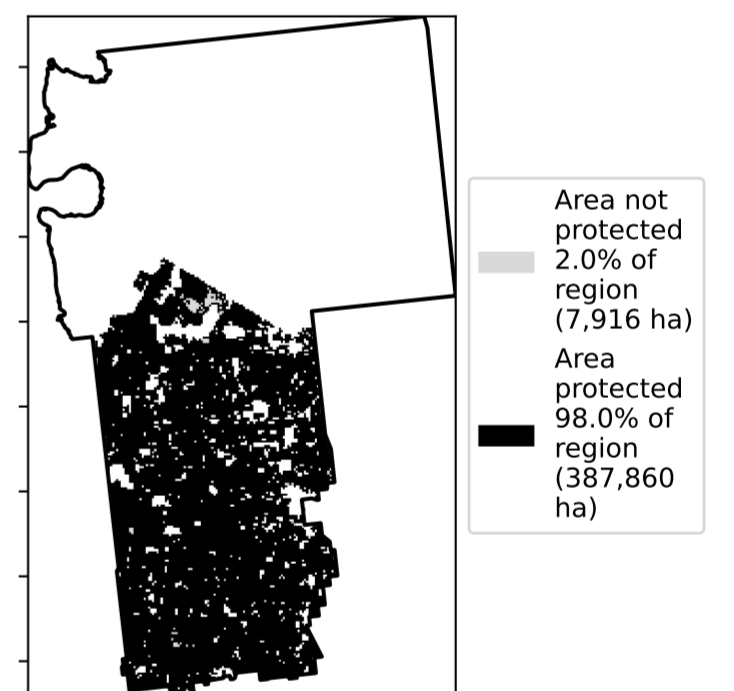 Area not
protected
2.0% of
region
(7,916 ha)
Area
protected
98.0% of
region
(387,860
ha)